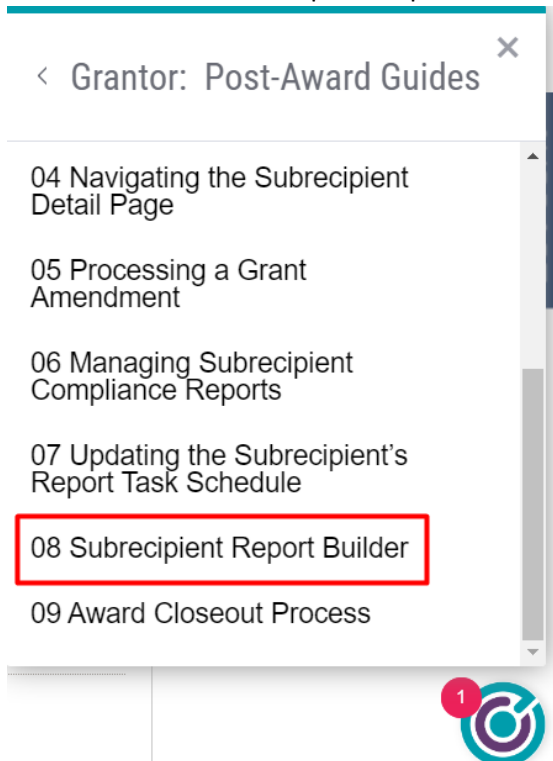 < Grantor: Post-Award Guides ×
04 Navigating the Subrecipient
Detail Page
05 Processing a Grant
Amendment
06 Managing Subrecipient
Compliance Reports
07 Updating the Subrecipient's
Report Task Schedule
08 Subrecipient Report Builder
09 Award Closeout Process
1